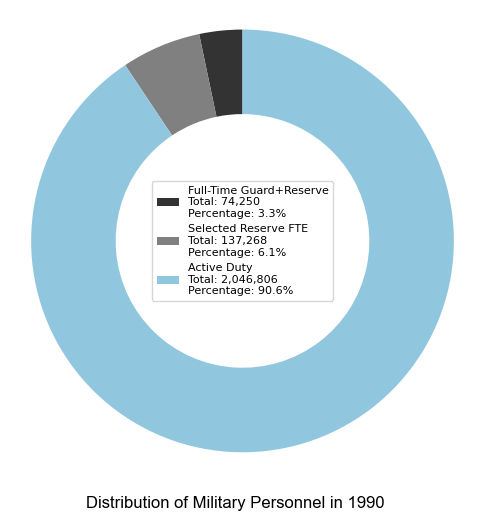 Full-Time Guard+Reserve
Total: 74,250
Percentage: 3.3%
Selected Reserve FTE
Total: 137,268
Percentage: 6.1%
Active Duty
Total: 2,046,806
Percentage: 90.6%
Distribution of Military Personnel in 1990